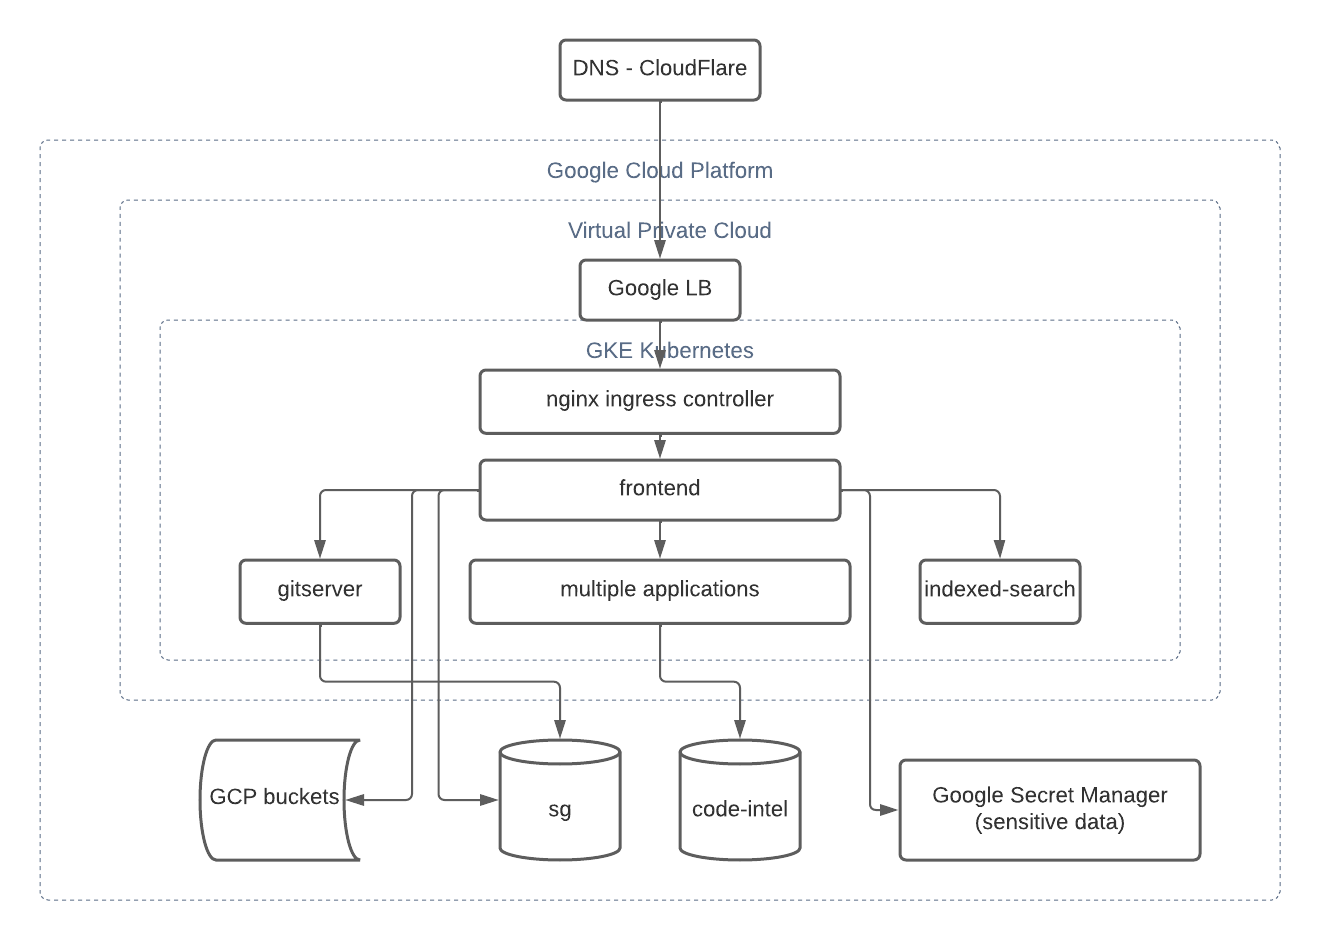 DNS - CloudFlare
Google Cloud Platform
Virtual Private Cloud
Google LB
GKE Kubernetes
nginx ingress controller
frontend
gitserver
multiple applications
indexed-search
GCP buckets
sg
code-intel
Google Secret Manager
(sensitive data)